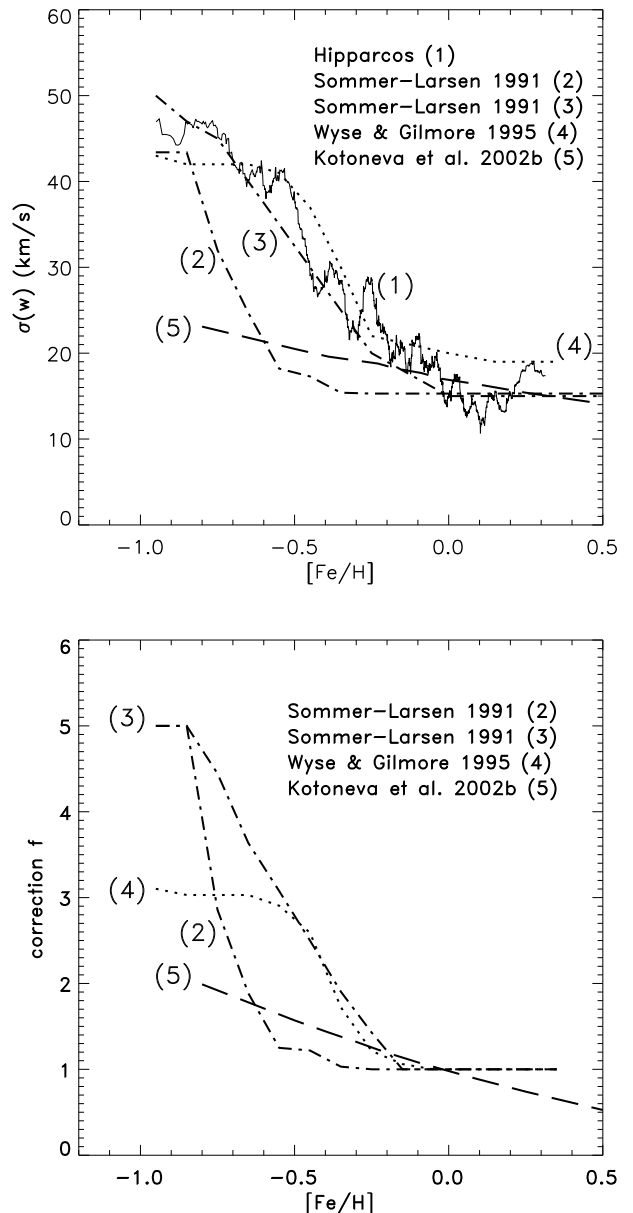 60
50
40
30
20
10
0
σ(w) (km/s)
Hipparcos (1)
Sommer-Larsen 1991 (2)
Sommer-Larsen 1991 (3)
Wyse & Gilmore 1995 (4)
Kotoneva et al. 2002b (5)
(3)
(2)
(1)
(5)
(4)
-1.0 -0.5 0.0 0.5
[Fe/H]
6
5
4
3
2
1
0
correction f
Sommer-Larsen 1991 (2)
Sommer-Larsen 1991 (3)
Wyse & Gilmore 1995 (4)
Kotoneva et al. 2002b (5)
(3)
(4)
(2)
(5)
-1.0 -0.5 0.0 0.5
[Fe/H]